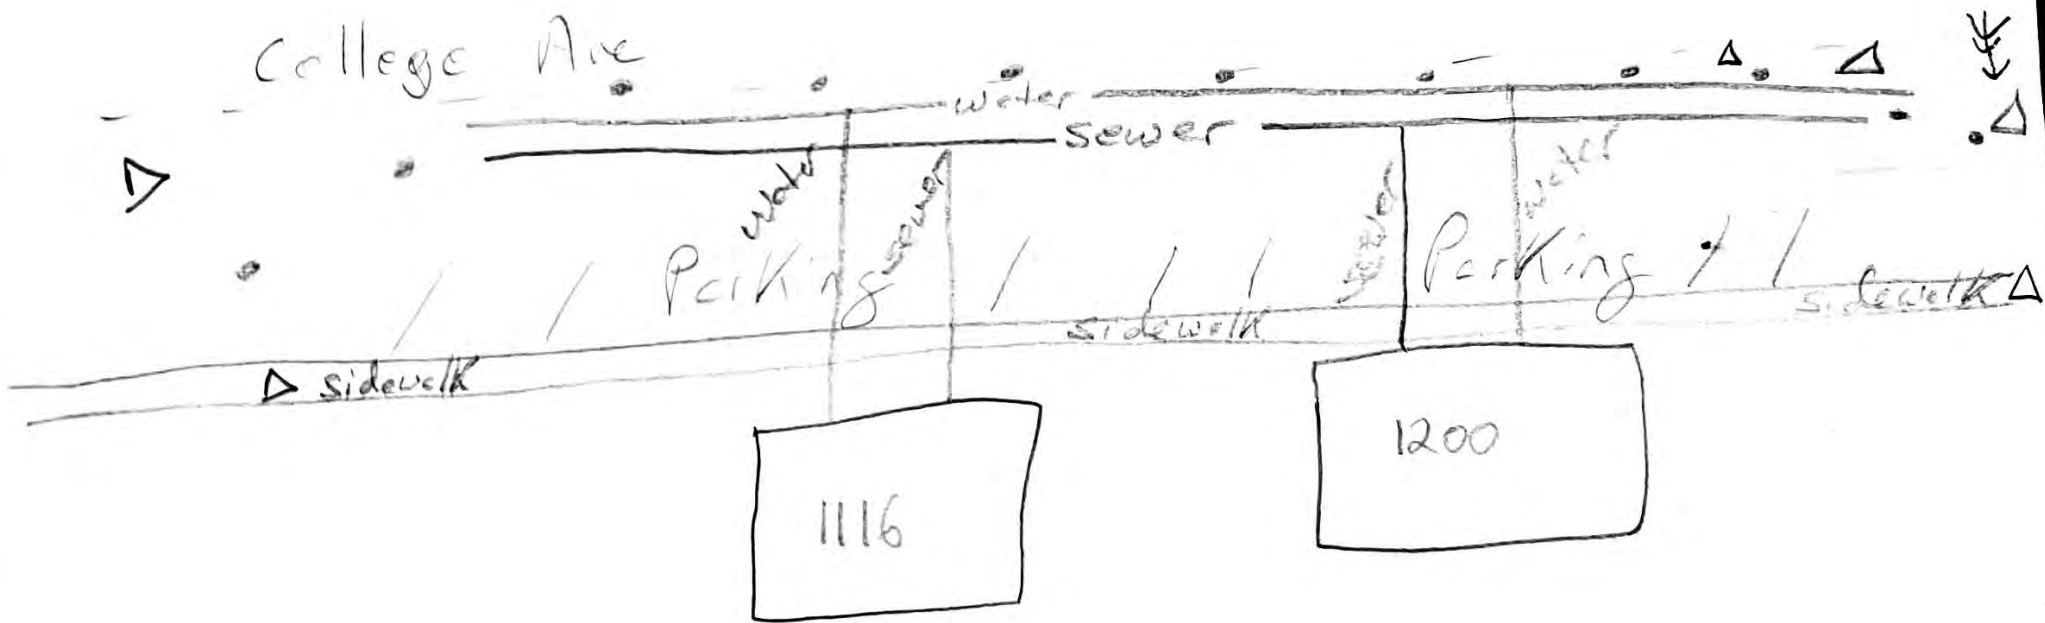 College Ave
water
sewer
water
sewer
sewer
water
Parking
Parking
sidewalk
sidewalk
sidewalk
1116
1200